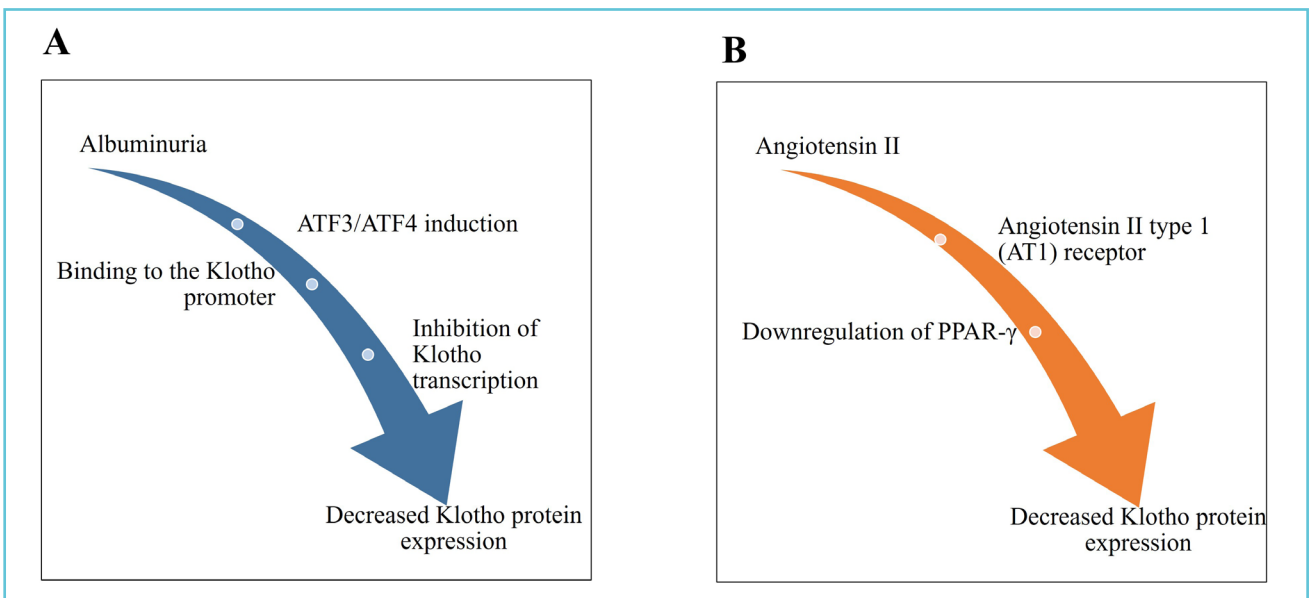 A
Albuminuria
ATF3/ATF4 induction
Binding to the Klotho
promoter
Inhibition of
Klotho
transcription
Decreased Klotho protein
expression
B
Angiotensin II
Angiotensin II type 1
(AT1) receptor
Downregulation of PPAR-γ
Decreased Klotho protein
expression